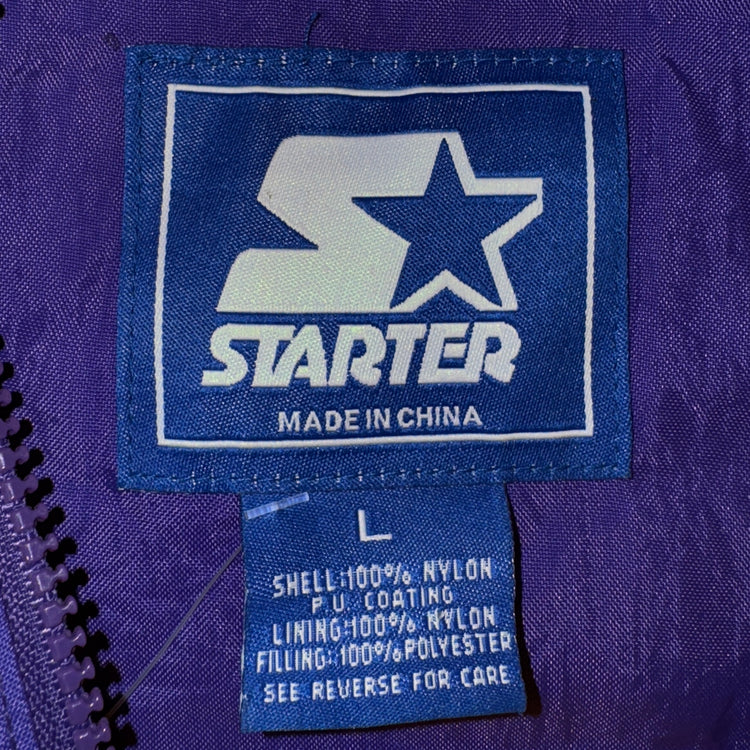 STARTER
MADE IN CHINA
L
SHELL:100% NYLON
P.U. COATING
LINING:100% NYLON
FILLING:100%POLYESTER
SEE REVERSE FOR CARE